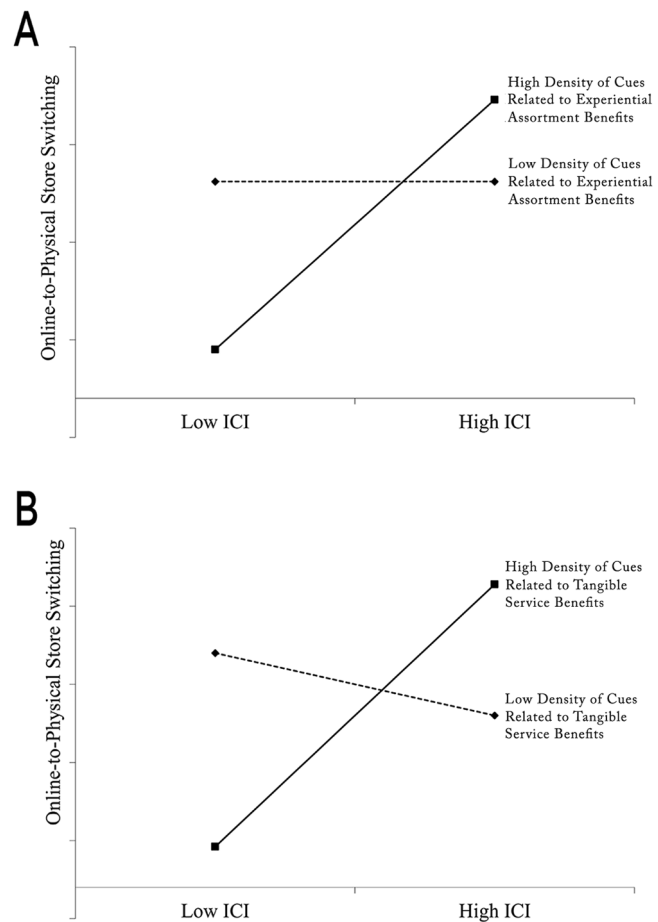 A
Online-to-Physical Store Switching
High Density of Cues
Related to Experiential
Assortment Benefits
Low Density of Cues
Related to Experiential
Assortment Benefits
Low ICI
High ICI
B
Online-to-Physical Store Switching
High Density of Cues
Related to Tangible
Service Benefits
Low Density of Cues
Related to Tangible
Service Benefits
Low ICI
High ICI